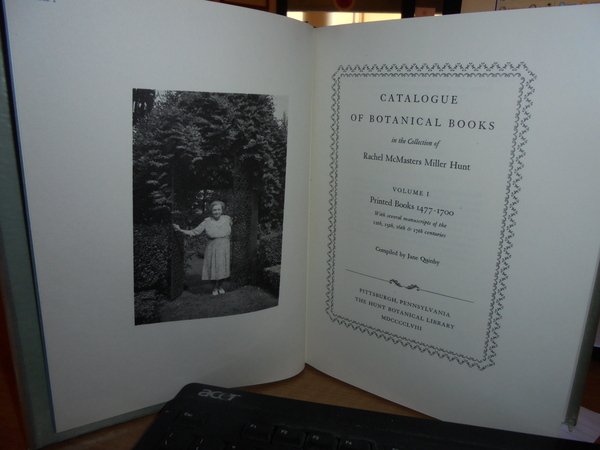 CATALOGUE
OF BOTANICAL BOOKS
in the Collection of
Rachel McMasters Miller Hunt
VOLUME I
Printed Books 1477-1700
With several manuscripts of the
12th, 15th, 16th & 17th centuries
Compiled by Jane Quinby
PITTSBURGH, PENNSYLVANIA
THE HUNT BOTANICAL LIBRARY
MDCCCCLVIII
acer